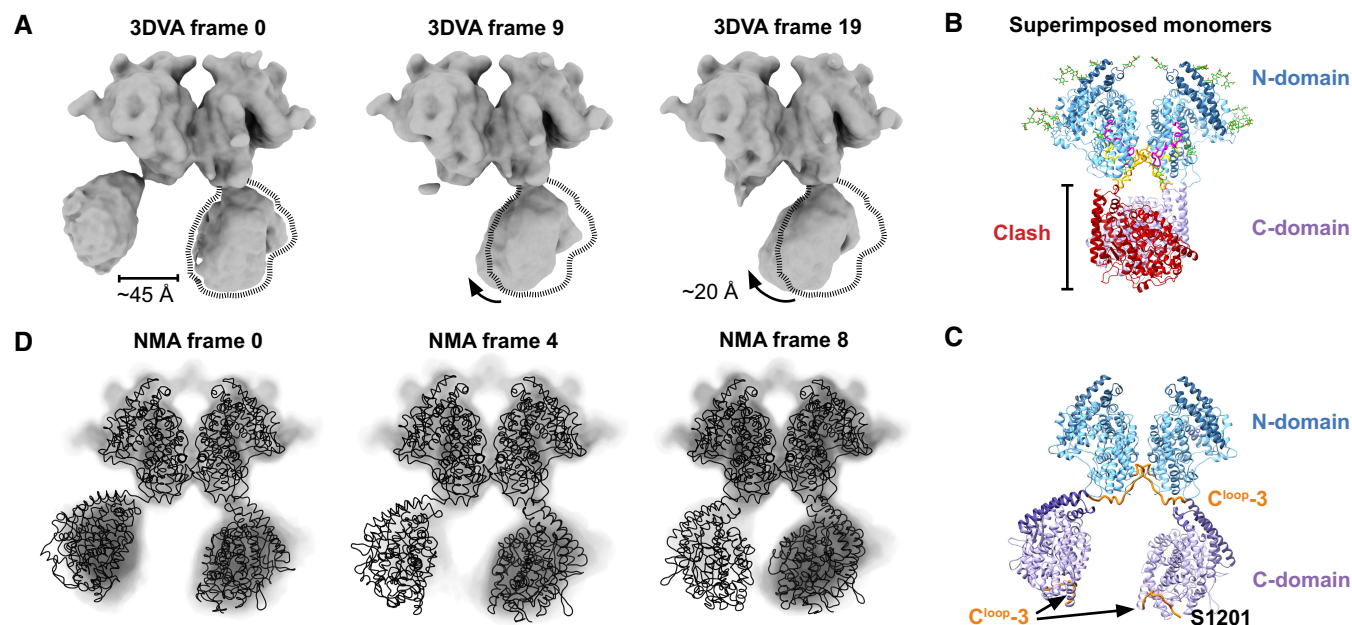 A
3DVA frame 0
3DVA frame 9
3DVA frame 19
~45 Å
~20 Å
B
Superimposed monomers
N-domain
Clash
C-domain
D
NMA frame 0
NMA frame 4
NMA frame 8
C
N-domain
Cloop-3
C-domain
Cloop-3
S1201